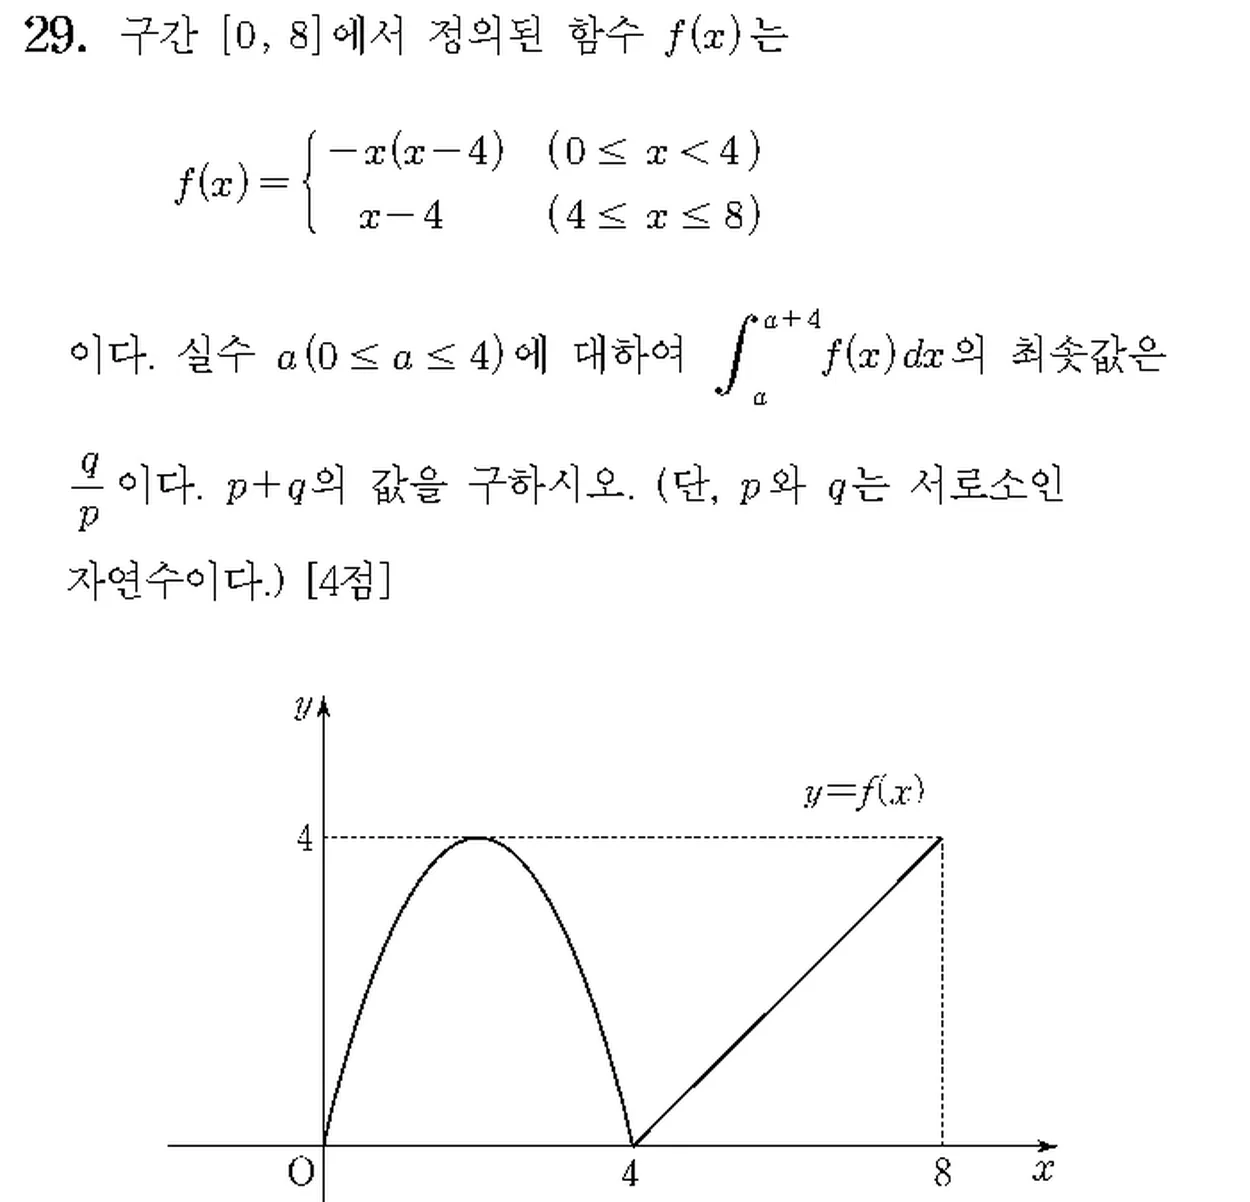 29. 구간 [0, 8]에서 정의된 함수 f(x)는
f(x) = { -x(x-4) (0 ≤ x < 4)
x-4 (4 ≤ x ≤ 8)
이다. 실수 a(0 ≤ a ≤ 4)에 대하여 ∫_a^{a+4} f(x)dx의 최솟값은
q/p 이다. p+q의 값을 구하시오. (단, p와 q는 서로소인
자연수이다.) [4점]
y
y=f(x)
4
O 4 8 x